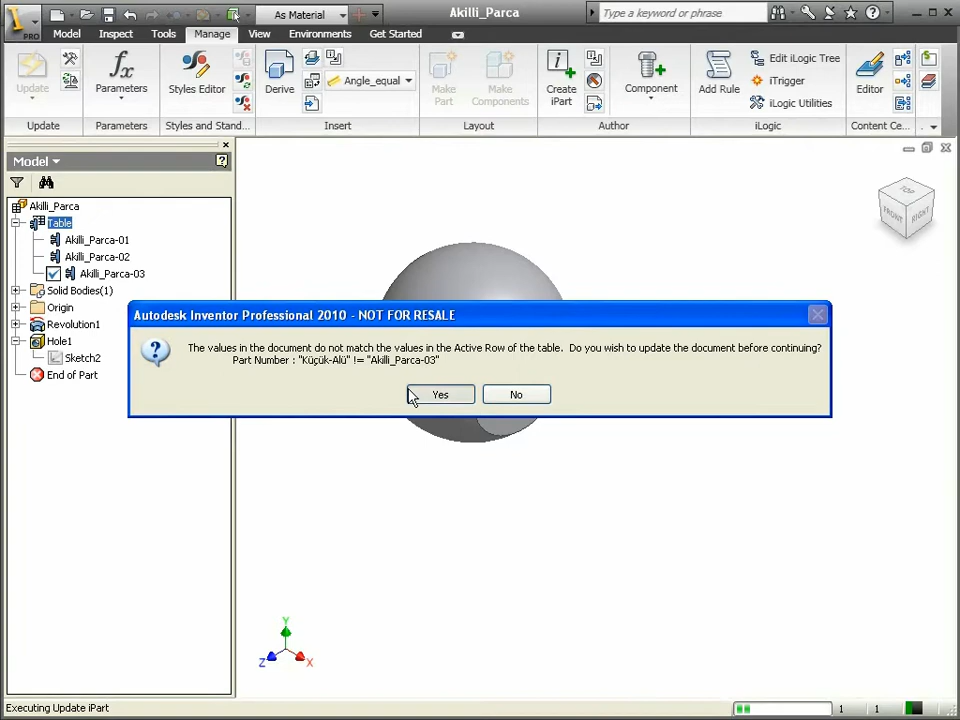 As Material
Akilli_Parca
Type a keyword or phrase
PRO
Model
Inspect
Tools
Manage
View
Environments
Get Started
Update
Parameters
Styles Editor
Derive
Angle_equal
Make
Part
Make
Components
Create
iPart
Component
Add Rule
Edit iLogic Tree
iTrigger
iLogic Utilities
Editor
Update
Parameters
Styles and Stand...
Insert
Layout
Author
iLogic
Content Ce...
Model
Akilli_Parca
Table
Akilli_Parca-01
Akilli_Parca-02
Akilli_Parca-03
Solid Bodies(1)
Origin
Revolution1
Hole1
Sketch2
End of Part
TOP
FRONT
RIGHT
Autodesk Inventor Professional 2010 - NOT FOR RESALE
The values in the document do not match the values in the Active Row of the table. Do you wish to update the document before continuing?
Part Number : "Küçük-Alü" != "Akilli_Parca-03"
Yes
No
Y
Z
X
Executing Update iPart
1
1